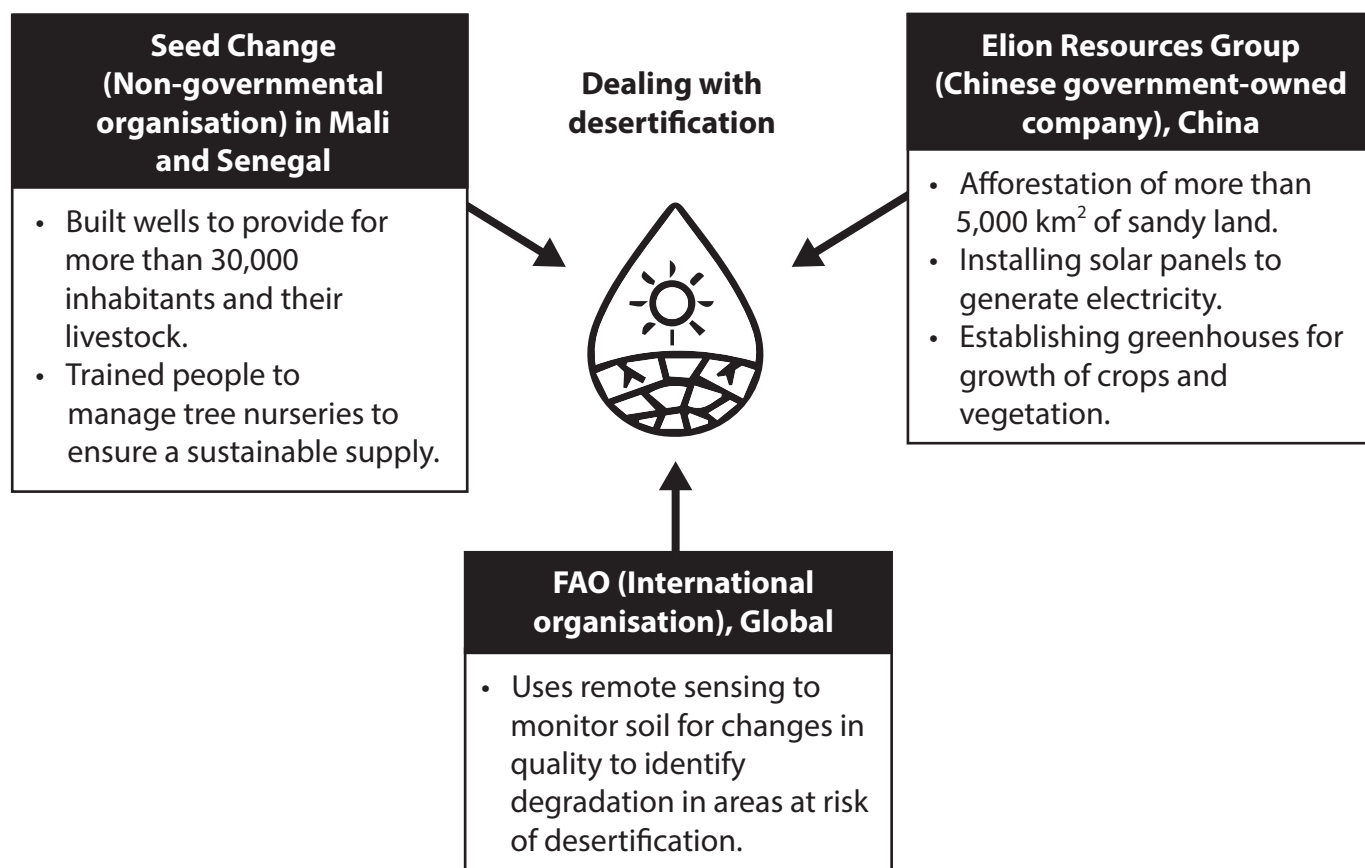 Seed Change
(Non-governmental
organisation) in Mali
and Senegal
• Built wells to provide for
more than 30,000
inhabitants and their
livestock.
• Trained people to
manage tree nurseries to
ensure a sustainable supply.
Dealing with
desertification
Elion Resources Group
(Chinese government-owned
company), China
• Afforestation of more than
5,000 km² of sandy land.
• Installing solar panels to
generate electricity.
• Establishing greenhouses for
growth of crops and
vegetation.
FAO (International
organisation), Global
• Uses remote sensing to
monitor soil for changes in
quality to identify
degradation in areas at risk
of desertification.